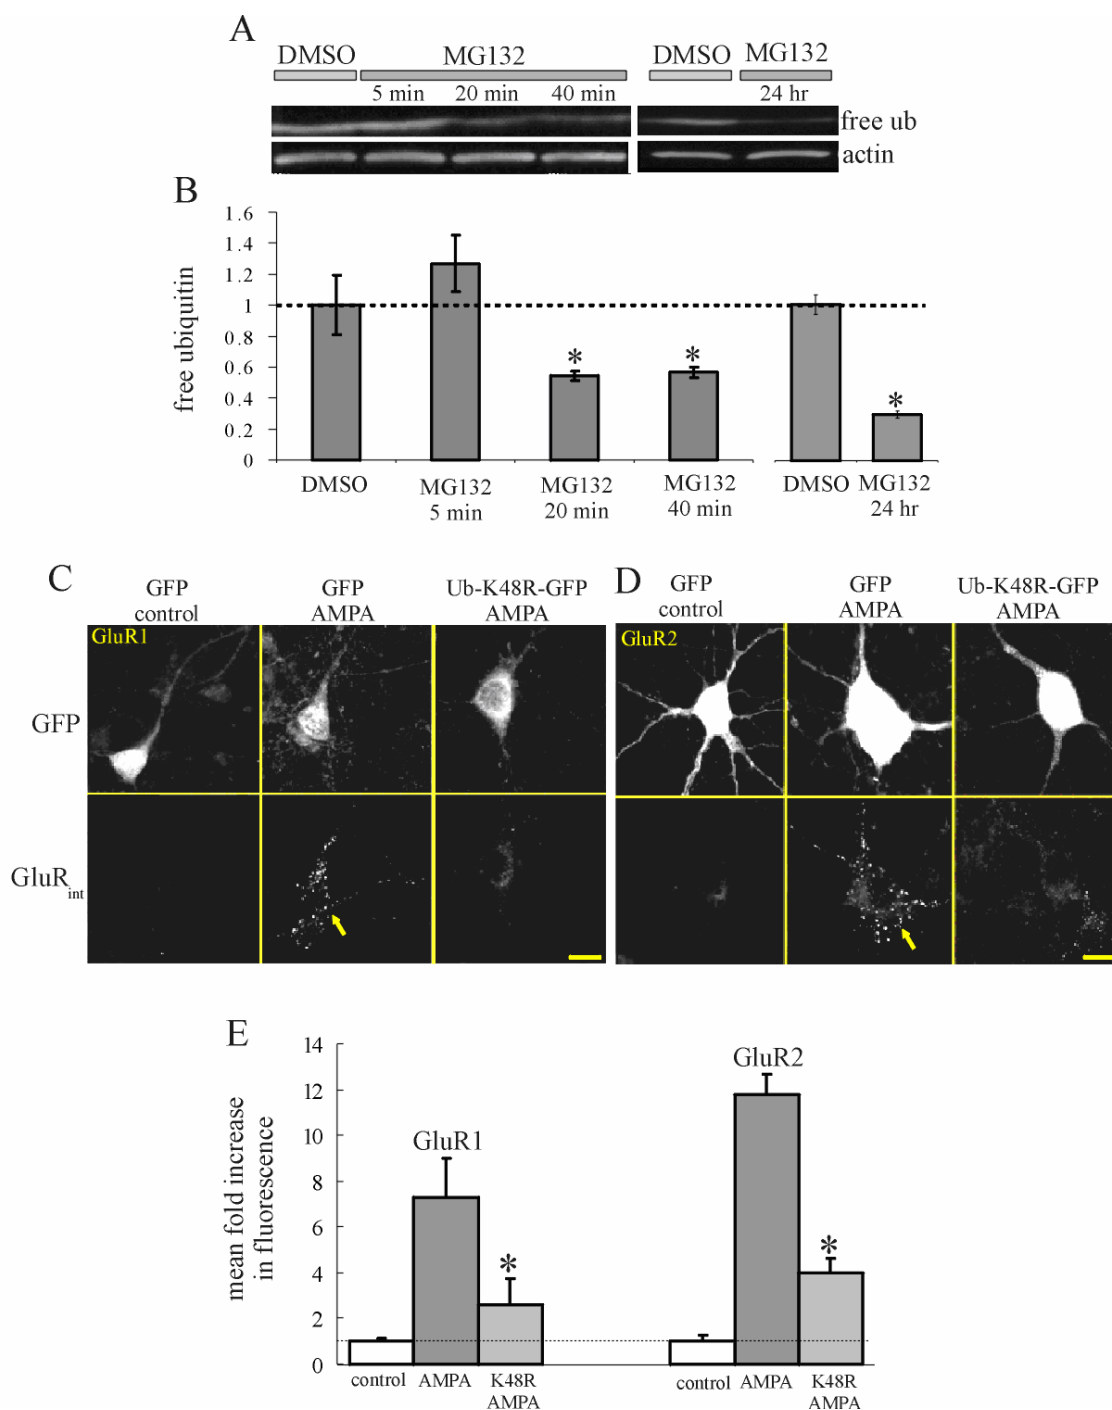 A
DMSO MG132 DMSO MG132
5 min 20 min 40 min 24 hr
free ub
actin
B
free ubiquitin
1.6
1.4
1.2
1
0.8
0.6
0.4
0.2
0
* * *
DMSO MG132 MG132 MG132 DMSO MG132
5 min 20 min 40 min 24 hr
C
GFP GFP Ub-K48R-GFP
control AMPA AMPA
GluR1
D
GFP GFP Ub-K48R-GFP
control AMPA AMPA
GluR2
GFP
GluR int
E
mean fold increase
in fluorescence
14
12
10
8
6
4
2
0
GluR1
GluR2
* *
control AMPA K48R control AMPA K48R
AMPA AMPA